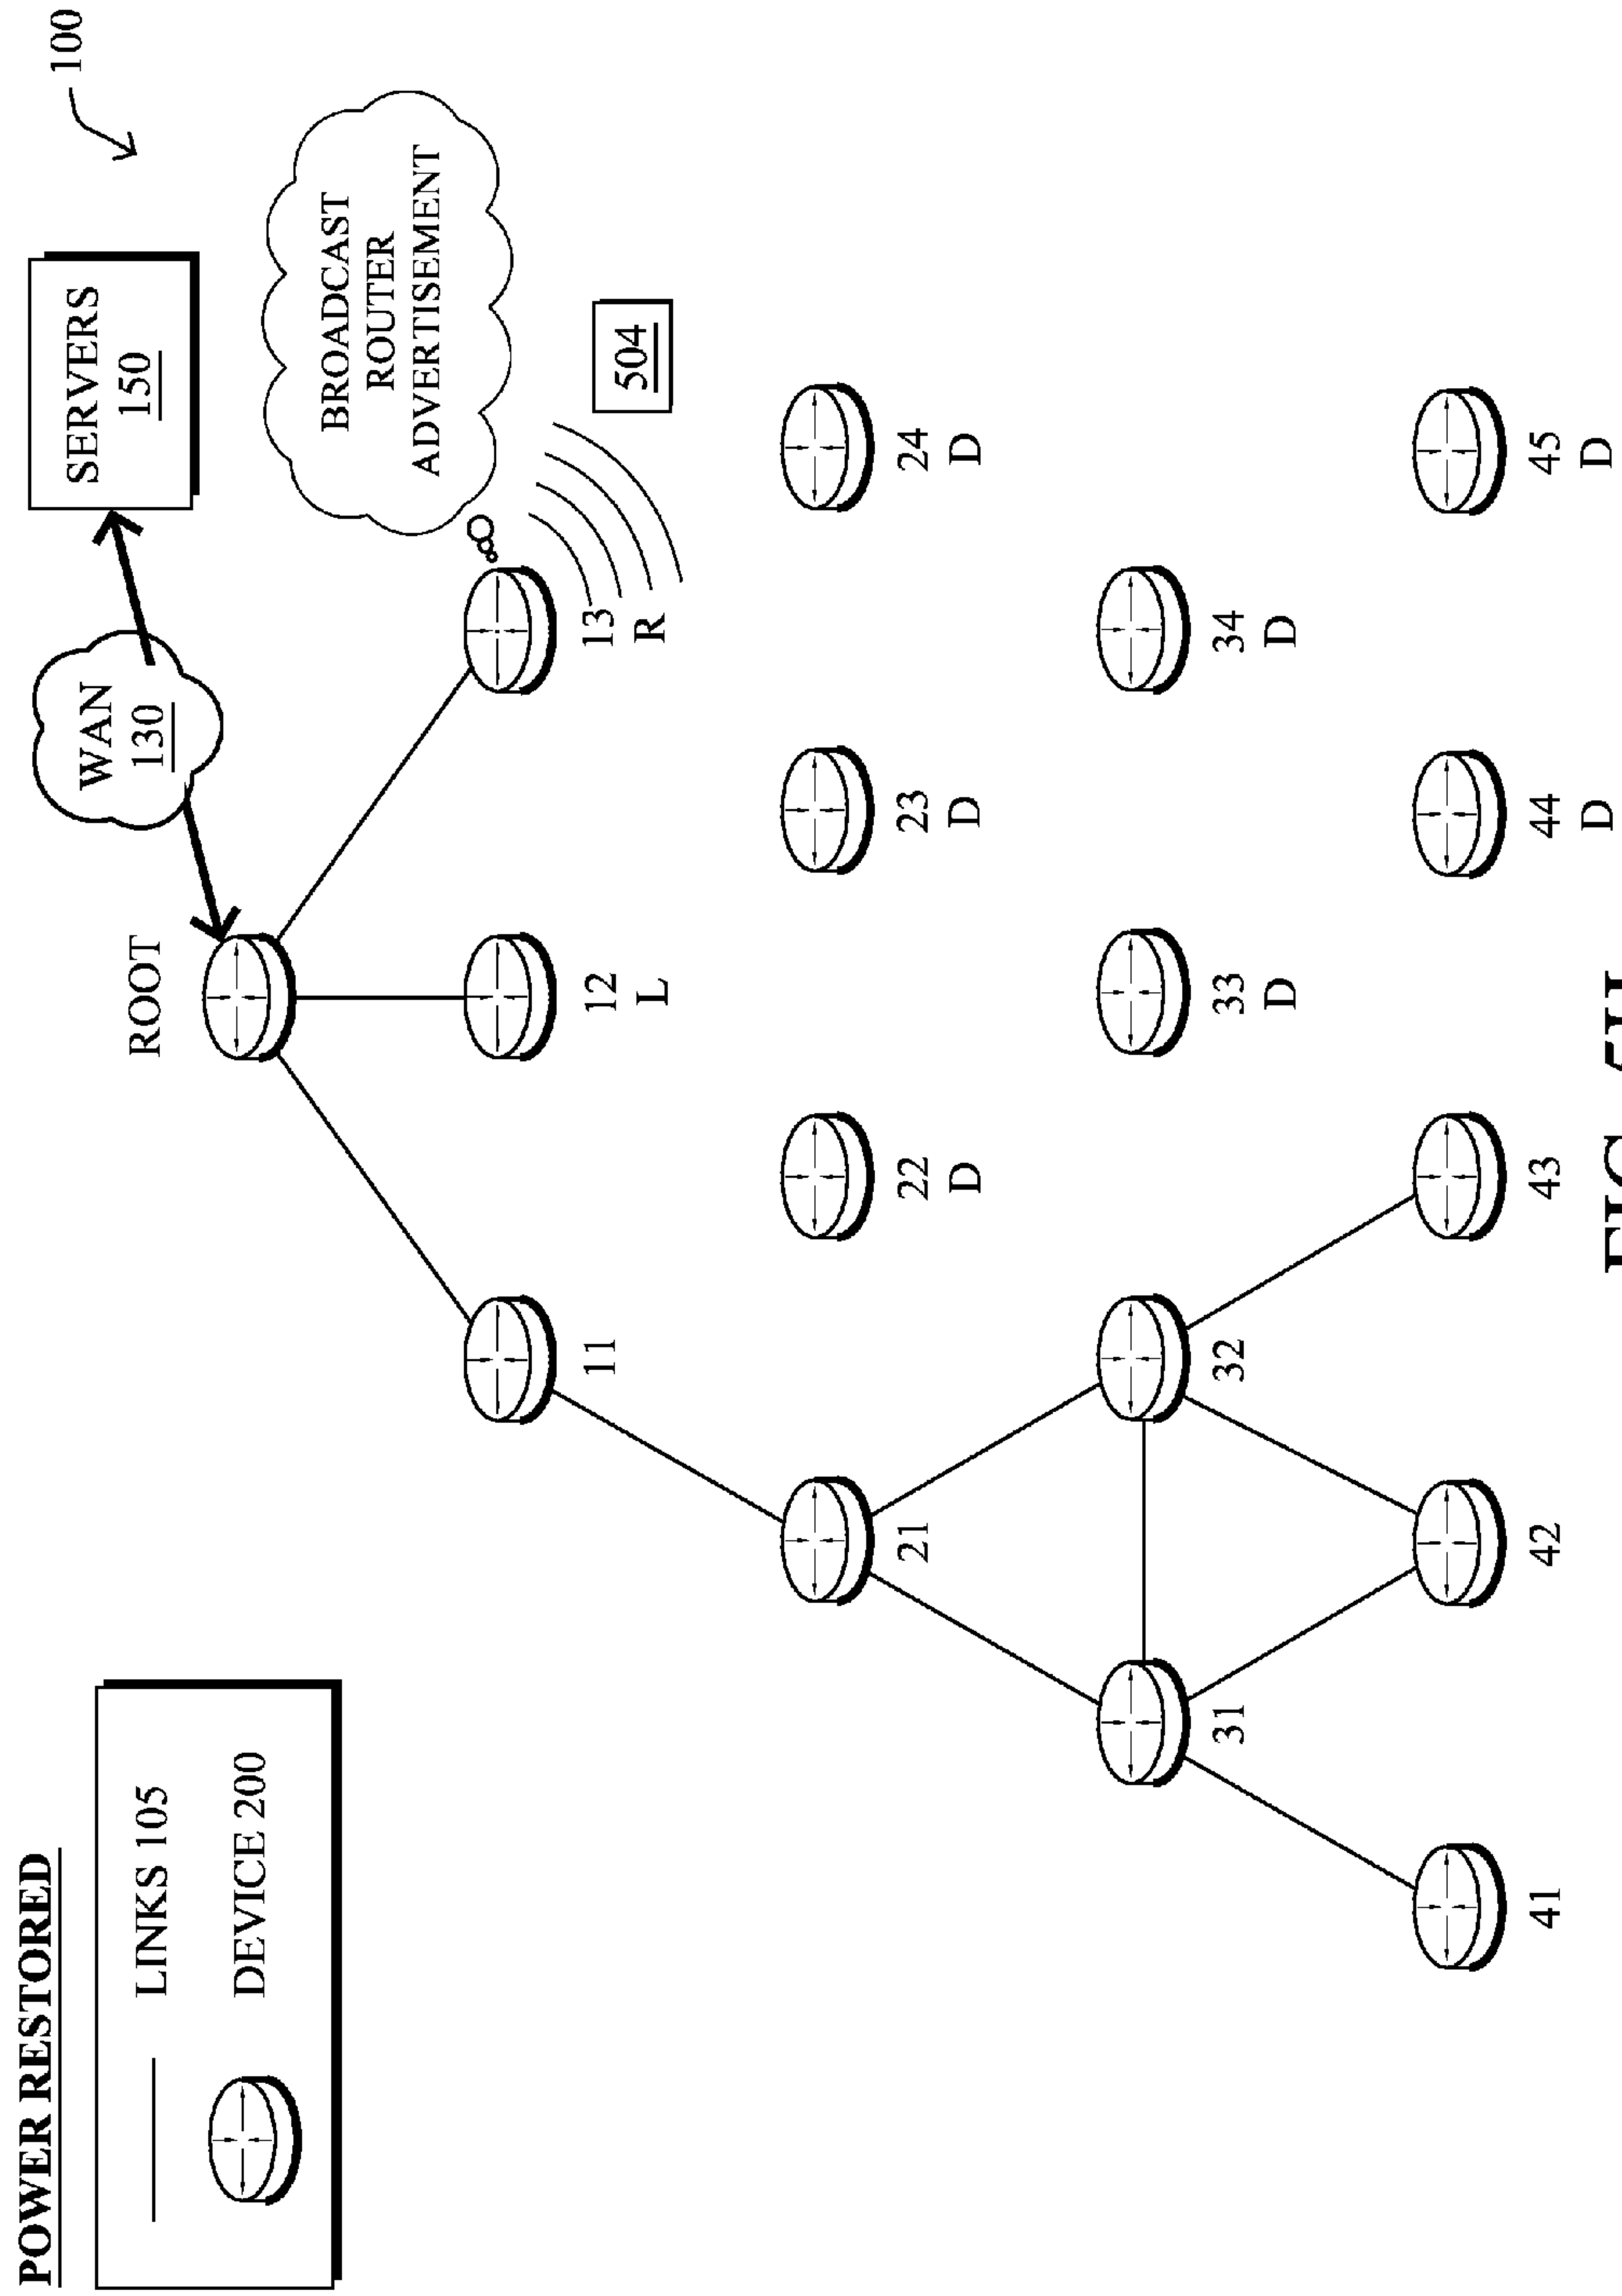 POWER RESTORED
LINKS 105
DEVICE 200
100
SERVERS
150
WAN
130
ROOT
BROADCAST
ROUTER
ADVERTISEMENT
504
11
12
L
13
R
21
22
D
23
D
24
D
31
32
33
D
34
D
41
42
43
44
D
45
D